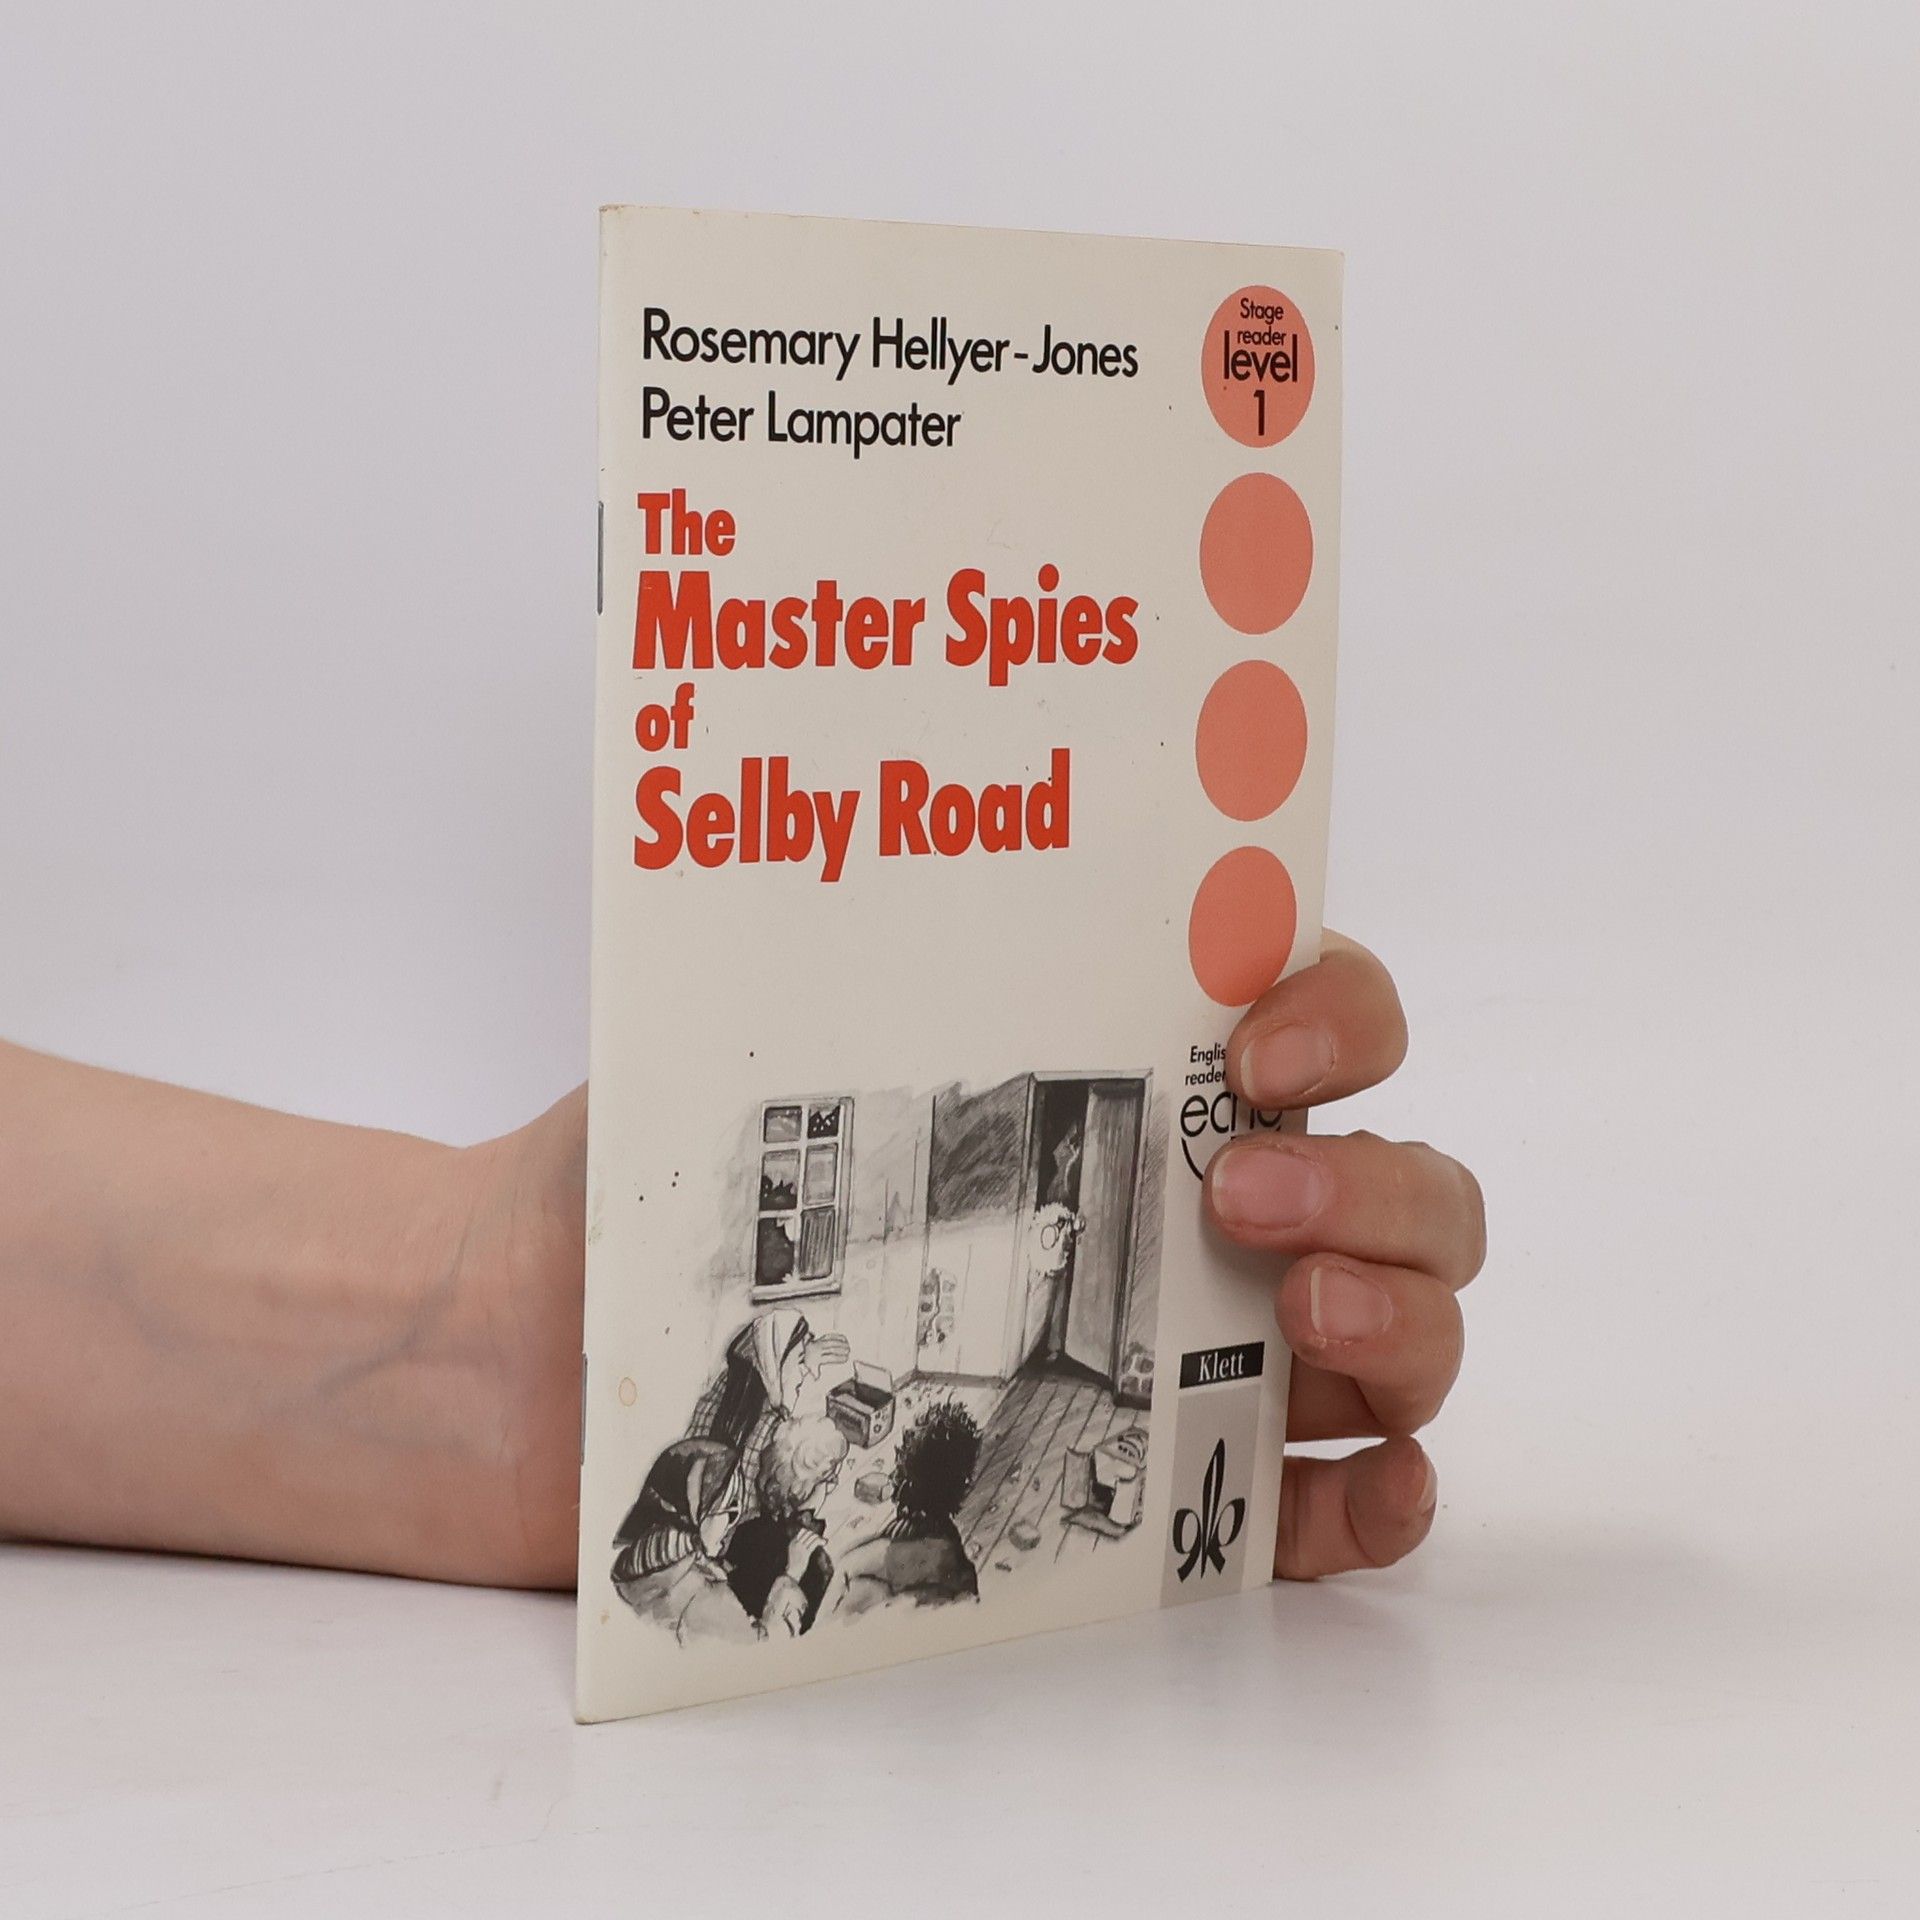 Rosemary Hellyer-Jones
Peter Lampater
The
Master Spies
of
Selby Road
Stage
reader
level
1
Klett